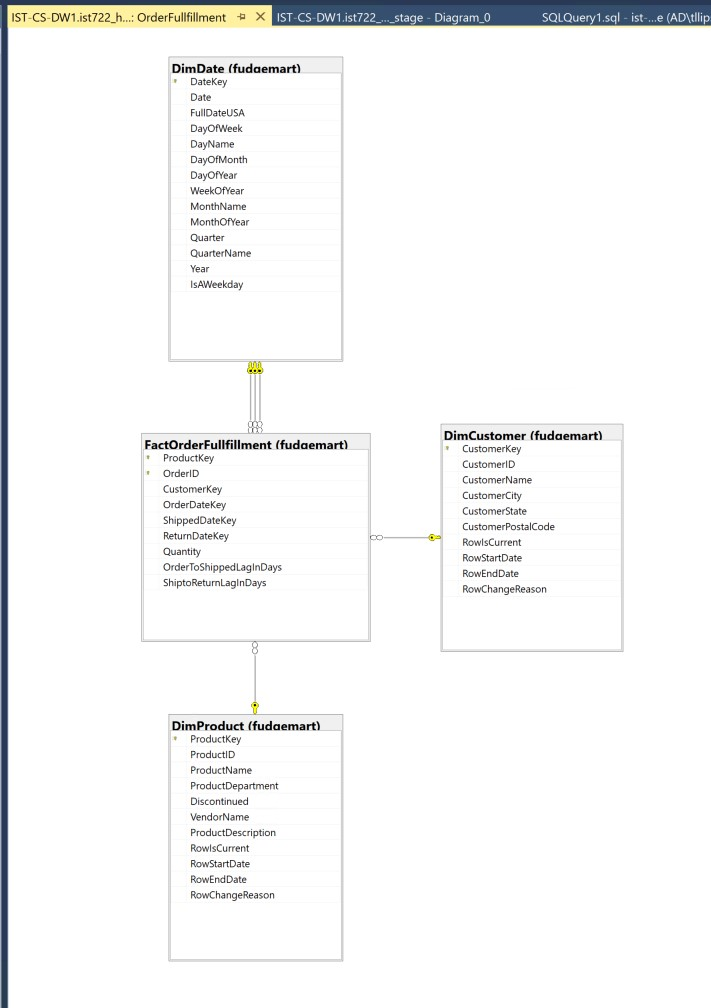 IST-CS-DW1.ist722_h...: OrderFullfillment
IST-CS-DW1.ist722_..._stage - Diagram_0
SQLQuery1.sql - ist-...e (AD\tllip
DimDate (fudgemart)
DateKey
Date
FullDateUSA
DayOfWeek
DayName
DayOfMonth
DayOfYear
WeekOfYear
MonthName
MonthOfYear
Quarter
QuarterName
Year
IsAWeekday
FactOrderFullfillment (fudgemart)
ProductKey
OrderID
CustomerKey
OrderDateKey
ShippedDateKey
ReturnDateKey
Quantity
OrderToShippedLagInDays
ShiptoReturnLagInDays
DimCustomer (fudgemart)
CustomerKey
CustomerID
CustomerName
CustomerCity
CustomerState
CustomerPostalCode
RowIsCurrent
RowStartDate
RowEndDate
RowChangeReason
DimProduct (fudgemart)
ProductKey
ProductID
ProductName
ProductDepartment
Discontinued
VendorName
ProductDescription
RowIsCurrent
RowStartDate
RowEndDate
RowChangeReason